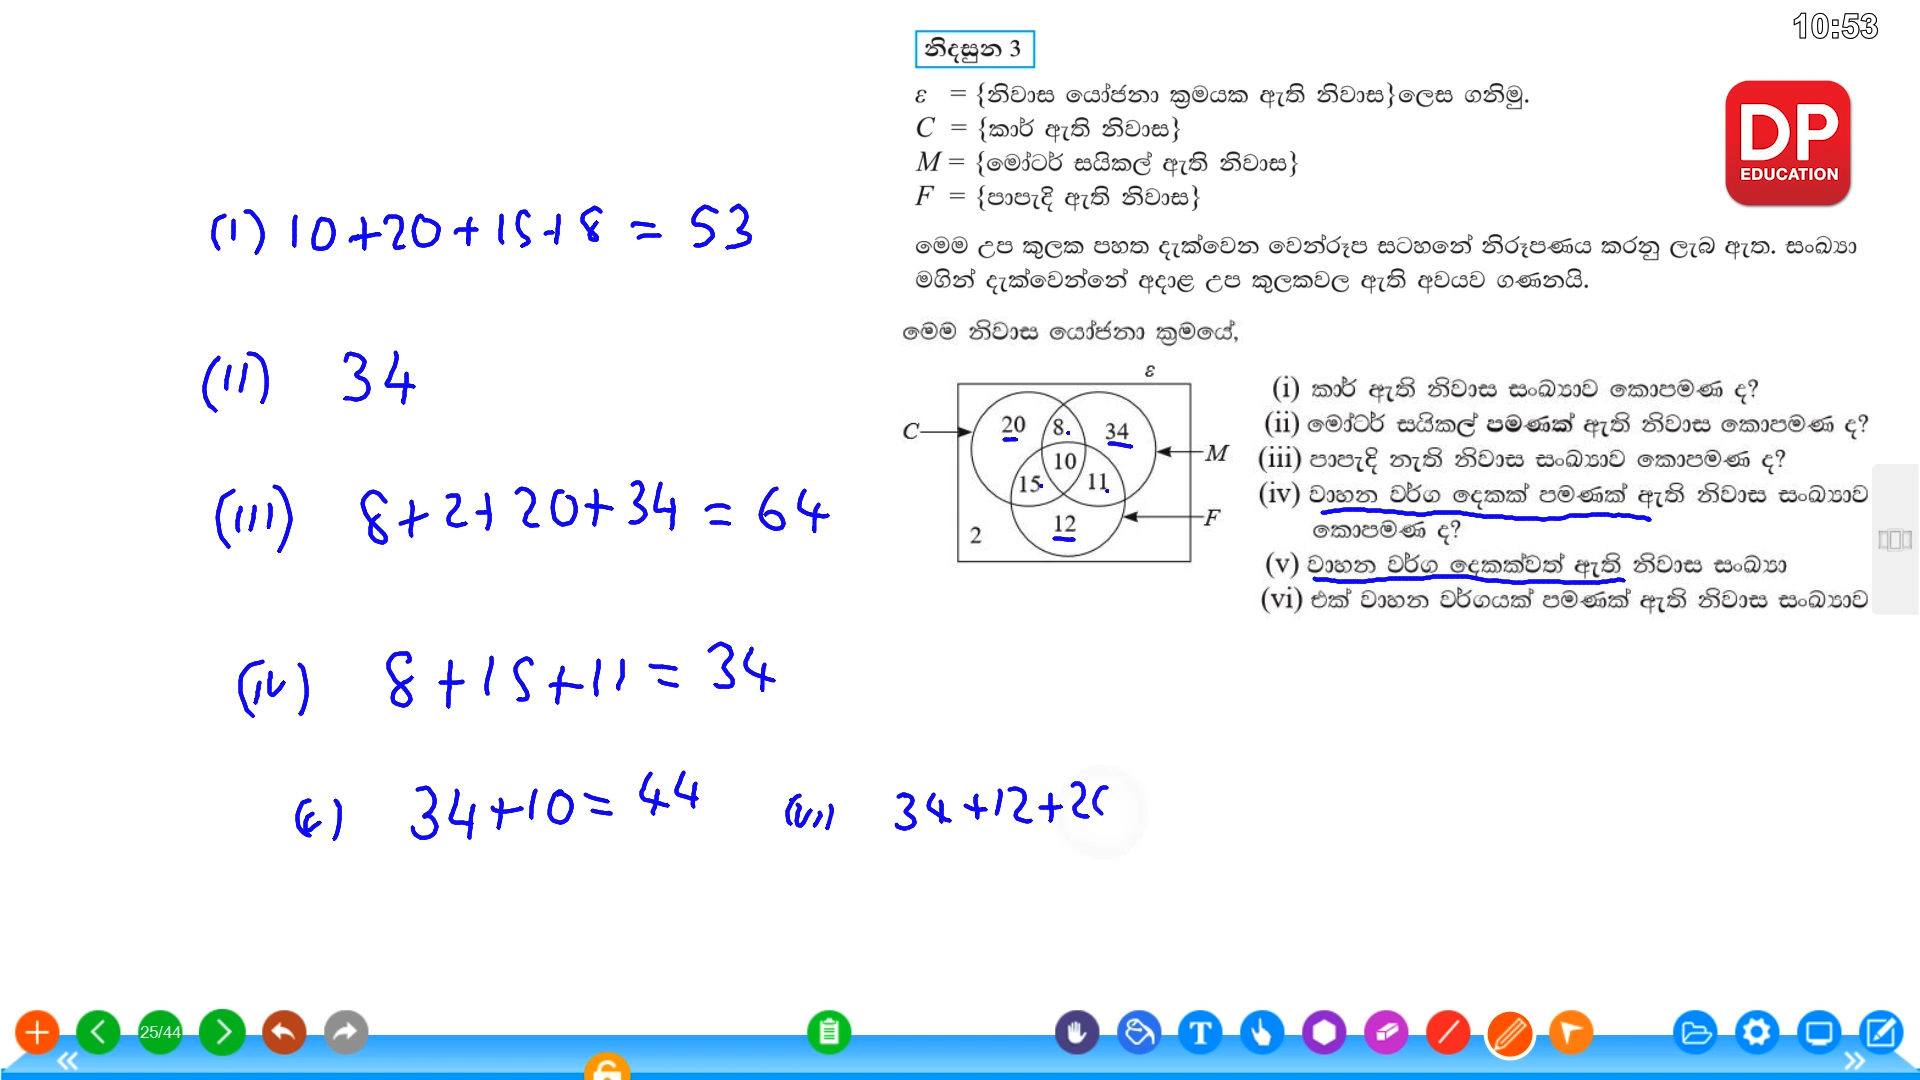 10:53
නිදසුන 3
ε = {නිවාස යෝජනා ක්‍රමයක ඇති නිවාස}ලෙස ගනිමු.
C = {කාර් ඇති නිවාස}
M = {මෝටර් සයිකල් ඇති නිවාස}
F = {පාපැදි ඇති නිවාස}
DP
EDUCATION
මෙම උප කුලක පහත දැක්වෙන වෙන්රූප සටහනේ නිරූපණය කරනු ලැබ ඇත. සංඛ්‍යා
මගින් දැක්වෙන්නේ අදාළ උප කුලකවල ඇති අවයව ගණනයි.
මෙම නිවාස යෝජනා ක්‍රමයේ,
ε
C
20
8
34
M
10
15
11
F
12
2
(i) කාර් ඇති නිවාස සංඛ්‍යාව කොපමණ ද?
(ii) මෝටර් සයිකල් පමණක් ඇති නිවාස කොපමණ ද?
(iii) පාපැදි නැති නිවාස සංඛ්‍යාව කොපමණ ද?
(iv) වාහන වර්ග දෙකක් පමණක් ඇති නිවාස සංඛ්‍යාව
කොපමණ ද?
(v) වාහන වර්ග දෙකක්වත් ඇති නිවාස සංඛ්‍යා
(vi) එක් වාහන වර්ගයක් පමණක් ඇති නිවාස සංඛ්‍යාව
(i) 10+20+15+8 = 53
(ii) 34
(iii) 8+2+20+34 = 64
(iv) 8+15+11 = 34
34+10=44
34+12+20
25/44
T